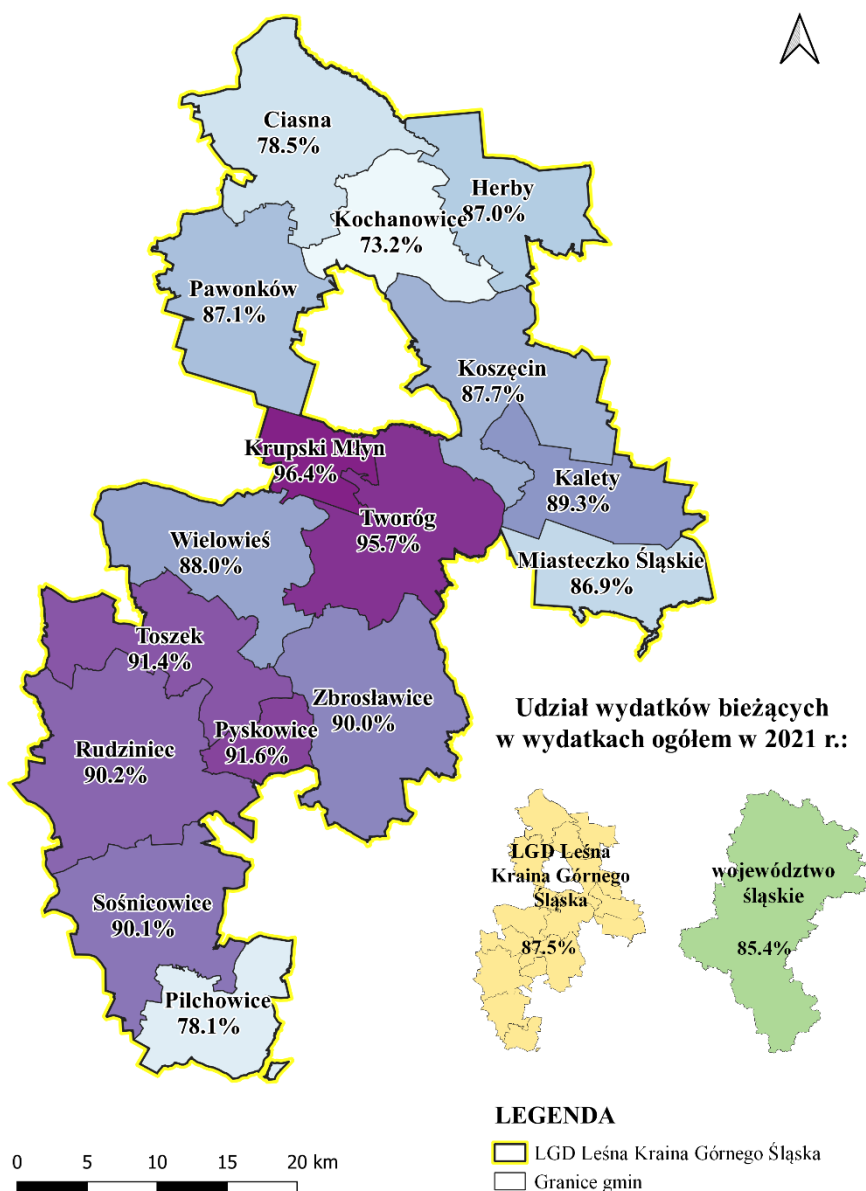 Ciasna
78.5%
Herby
87.0%
Kochanowice
73.2%
Pawonków
87.1%
Koszęcin
87.7%
Krupski Młyn
96.4%
Kalety
89.3%
Tworóg
95.7%
Wielowieś
88.0%
Miasteczko Śląskie
86.9%
Toszek
91.4%
Zbrosławice
90.0%
Pyskowice
91.6%
Rudziniec
90.2%
Sośnicowice
90.1%
Pilchowice
78.1%
Udział wydatków bieżących
w wydatkach ogółem w 2021 r.:
LGD Leśna
Kraina Górnego
Śląska
87.5%
województwo
śląskie
85.4%
LEGENDA
LGD Leśna Kraina Górnego Śląska
Granice gmin
0 5 10 15 20 km